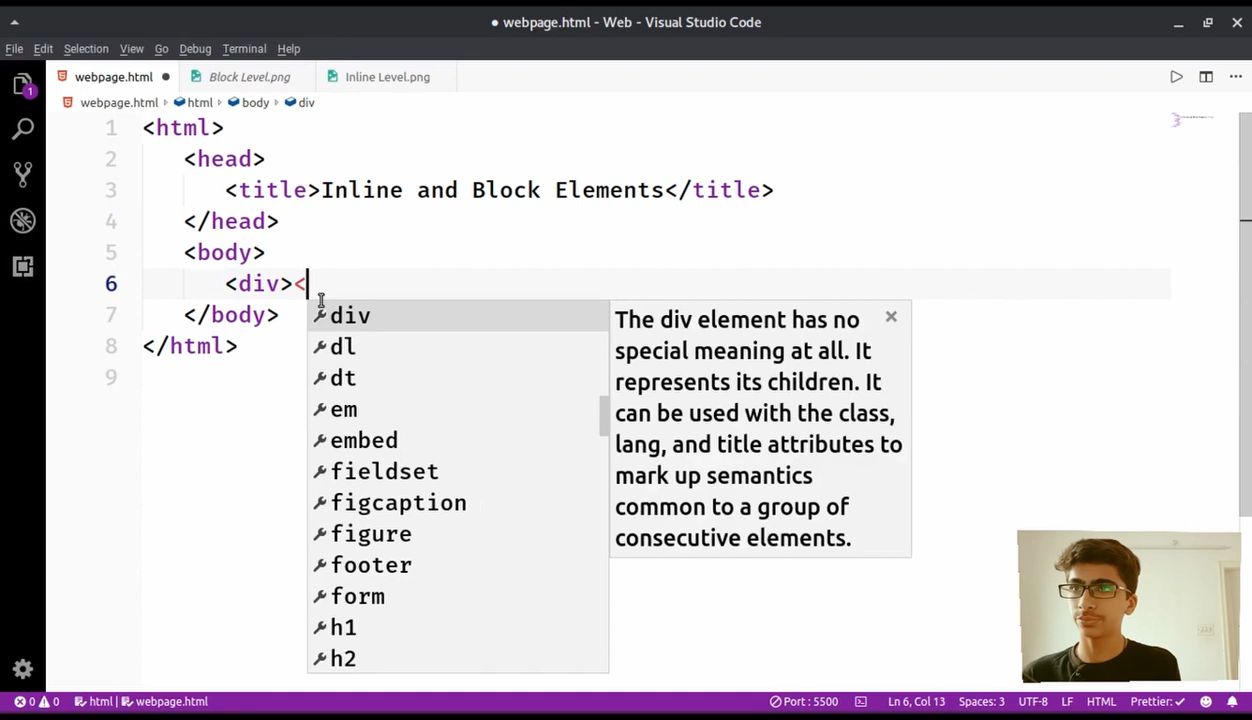 webpage.html - Web - Visual Studio Code
File Edit Selection View Go Debug Terminal Help
webpage.html Block Level.png Inline Level.png
webpage.html html body div
1 <html>
2 <head>
3 <title>Inline and Block Elements</title>
4 </head>
5 <body>
6 <div><
7 </body>
8 </html>
9
div
dl
dt
em
embed
fieldset
figcaption
figure
footer
form
h1
h2
The div element has no
special meaning at all. It
represents its children. It
can be used with the class,
lang, and title attributes to
mark up semantics
common to a group of
consecutive elements.
1
0 0 html | webpage.html Port : 5500 Ln 6, Col 13 Spaces: 3 UTF-8 LF HTML Prettier: